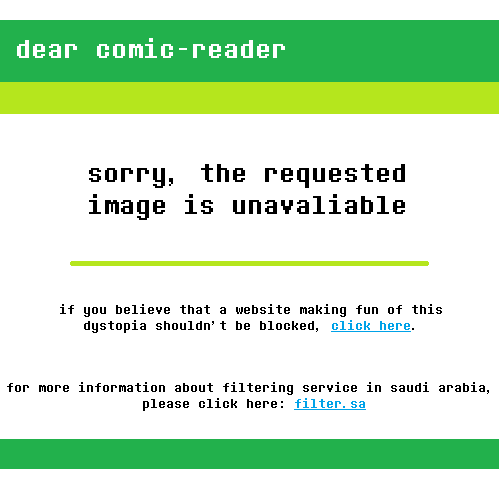 dear comic-reader
sorry, the requested
image is unavaliable
if you believe that a website making fun of this
dystopia shouldn't be blocked, click here.
for more information about filtering service in saudi arabia,
please click here: filter.sa